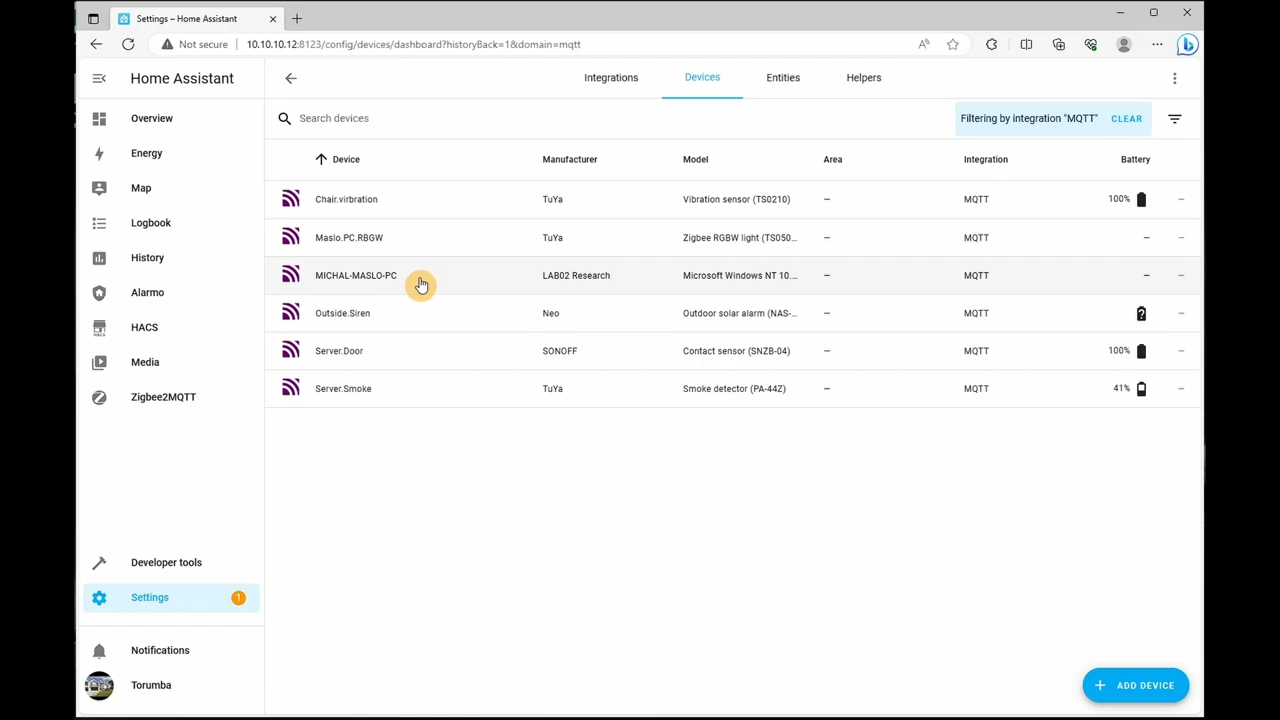 Settings – Home Assistant
Not secure 10.10.10.12:8123/config/devices/dashboard?historyBack=1&domain=mqtt
Home Assistant
Integrations Devices Entities Helpers
Overview
Energy
Map
Logbook
History
Alarmo
HACS
Media
Zigbee2MQTT
Developer tools
Settings 1
Notifications
Torumba
Search devices Filtering by integration "MQTT" CLEAR
Device Manufacturer Model Area Integration Battery
Chair.virbration TuYa Vibration sensor (TS0210) – MQTT 100% –
Maslo.PC.RBGW TuYa Zigbee RGBW light (TS050... – MQTT – –
MICHAL-MASLO-PC LAB02 Research Microsoft Windows NT 10.... – MQTT – –
Outside.Siren Neo Outdoor solar alarm (NAS-... – MQTT –
Server.Door SONOFF Contact sensor (SNZB-04) – MQTT 100% –
Server.Smoke TuYa Smoke detector (PA-44Z) – MQTT 41% –
+ ADD DEVICE